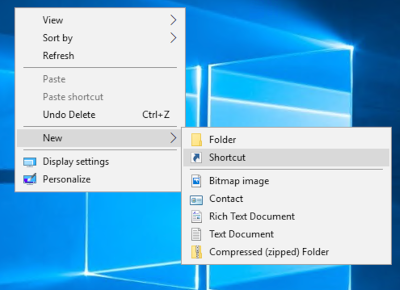 View
Sort by
Refresh
Paste
Paste shortcut
Undo Delete Ctrl+Z
New
Display settings
Personalize
Folder
Shortcut
Bitmap image
Contact
Rich Text Document
Text Document
Compressed (zipped) Folder